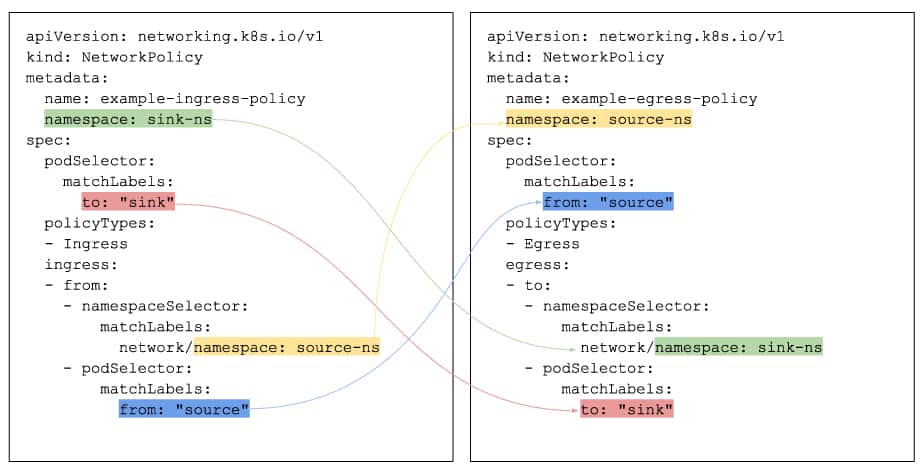 apiVersion: networking.k8s.io/v1
kind: NetworkPolicy
metadata:
  name: example-ingress-policy
  namespace: sink-ns
spec:
  podSelector:
    matchLabels:
      to: "sink"
  policyTypes:
  - Ingress
  ingress:
  - from:
    - namespaceSelector:
        matchLabels:
          network/namespace: source-ns
    - podSelector:
        matchLabels:
          from: "source"
apiVersion: networking.k8s.io/v1
kind: NetworkPolicy
metadata:
  name: example-egress-policy
  namespace: source-ns
spec:
  podSelector:
    matchLabels:
      from: "source"
  policyTypes:
  - Egress
  egress:
  - to:
    - namespaceSelector:
        matchLabels:
          network/namespace: sink-ns
    - podSelector:
        matchLabels:
          to: "sink"